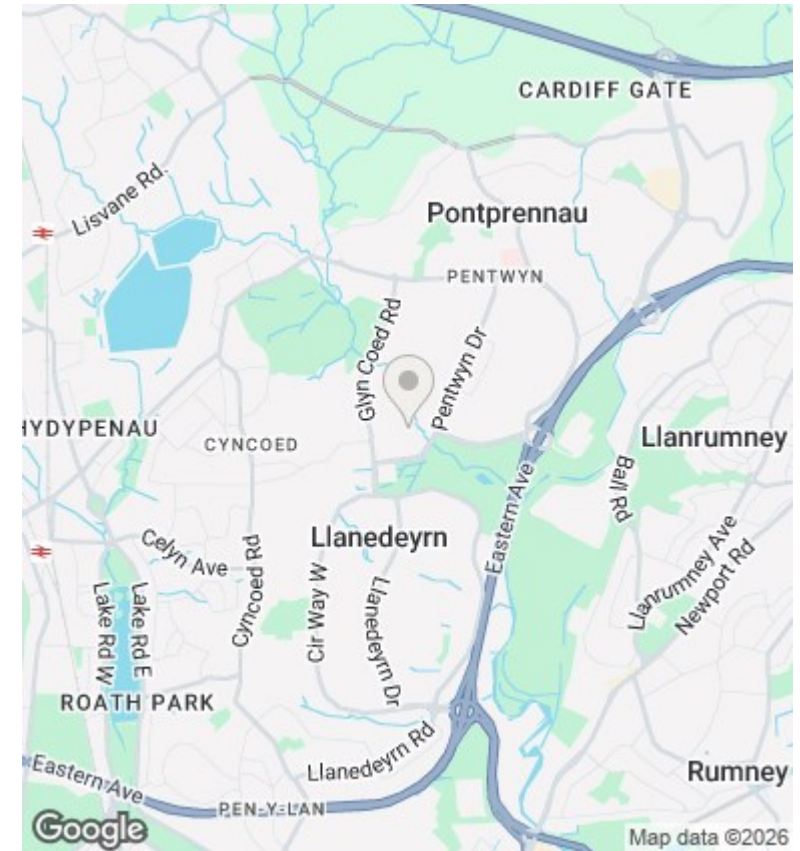 CARDIFF GATE
Lisvane Rd.
Pontprennau
PENTWYN
Glyn Coed Rd
Pentwyn Dr
HYDYPENAU
CYNCOED
Llanrumney
Ball Rd
Eastern Ave
Llanedeyrn
Celyn Ave
Cyncoed Rd
Cir Way W
Llanedeyrn Dr
Llanrumney Ave
Newport Rd
Lake Rd W
Lake Rd E
ROATH PARK
Llanedeyrn Rd
Eastern Ave
PEN-Y-LAN
Rumney
Google
Map data ©2026